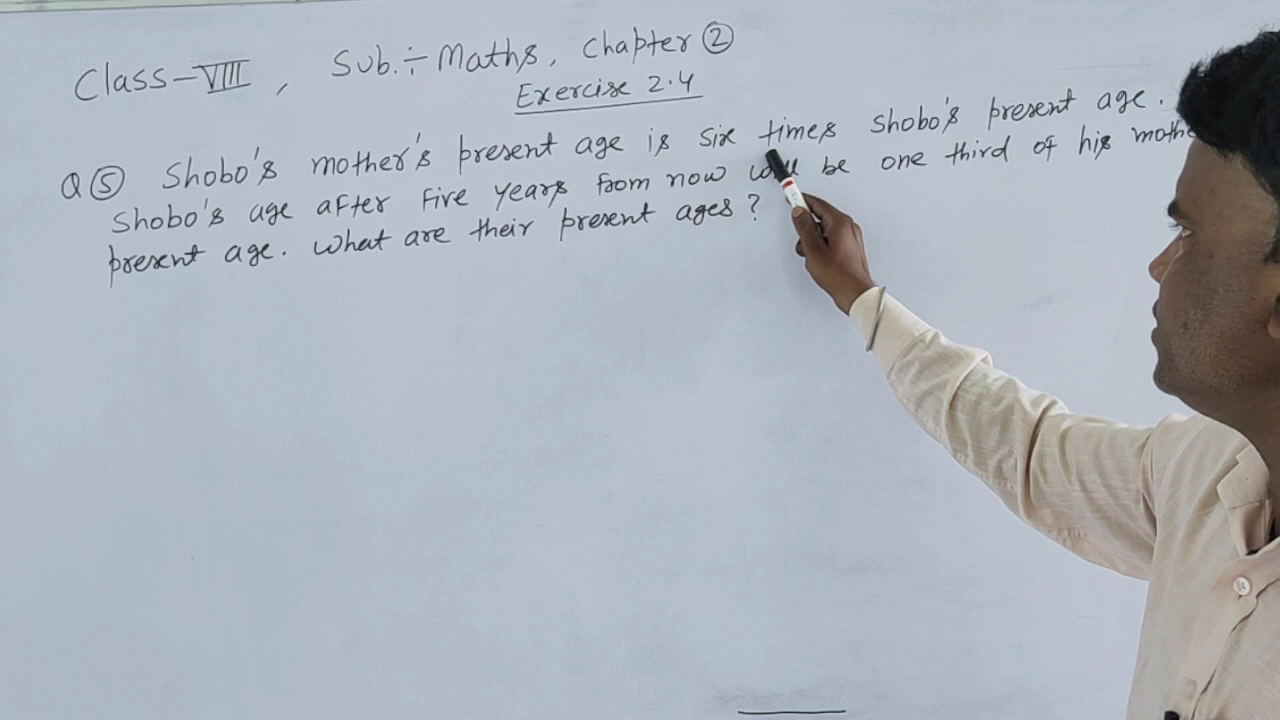 Class-VIII, Sub.÷Maths, Chapter ②
Exercise 2.4
Q⑤ Shobo's mother's present age is six times Shobo's present age.
Shobo's age after five years from now will be one third of his mothe
present age. What are their present ages?